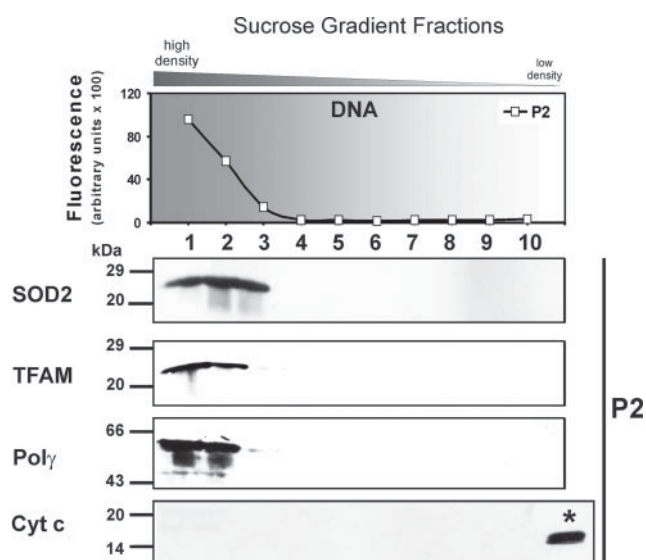 Sucrose Gradient Fractions
high
density
low
density
Fluorescence
(arbitrary units x 100)
120
80
40
0
DNA
P2
1 2 3 4 5 6 7 8 9 10
kDa
SOD2
29
20
TFAM
29
20
Polγ
66
43
Cyt c
20
14
*
P2